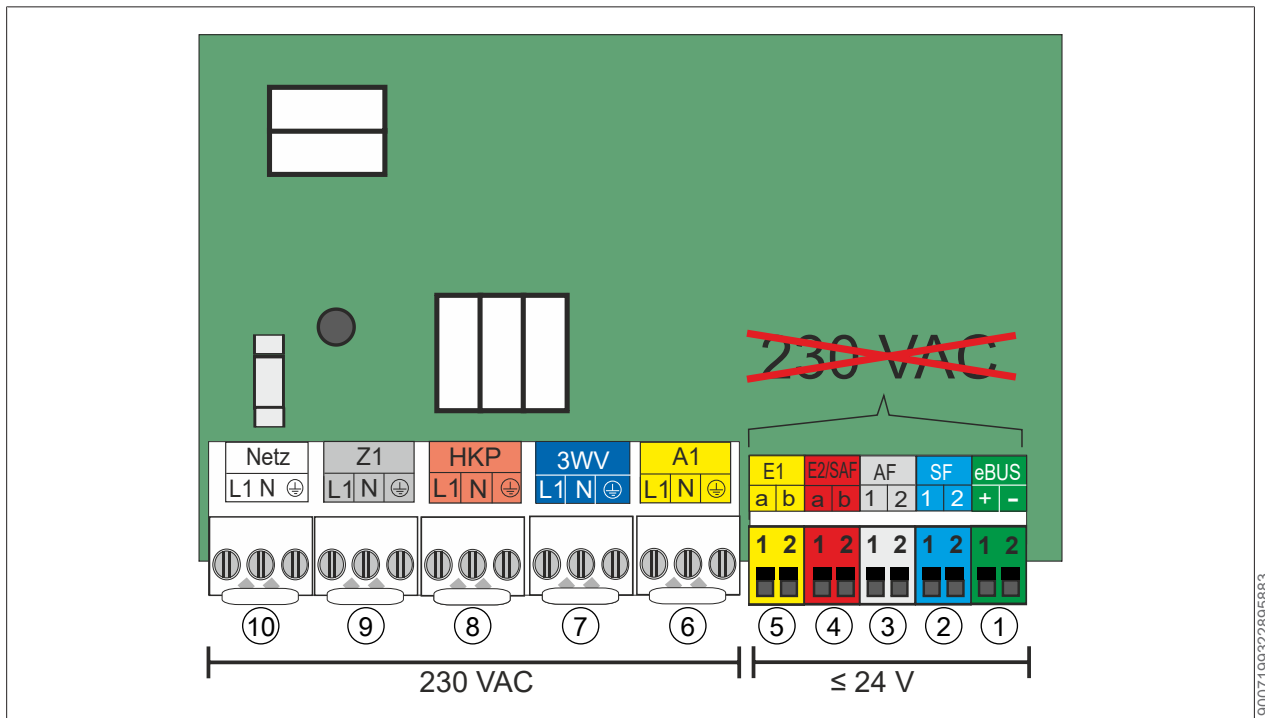 230 VAC
Netz Z1 HKP 3WV A1
L1 N L1 N L1 N L1 N L1 N
E1 E2/SAF AF SF eBUS
a b a b 1 2 1 2 + −
1 2 1 2 1 2 1 2 1 2
10 9 8 7 6 5 4 3 2 1
230 VAC ≤ 24 V
9007199322895883